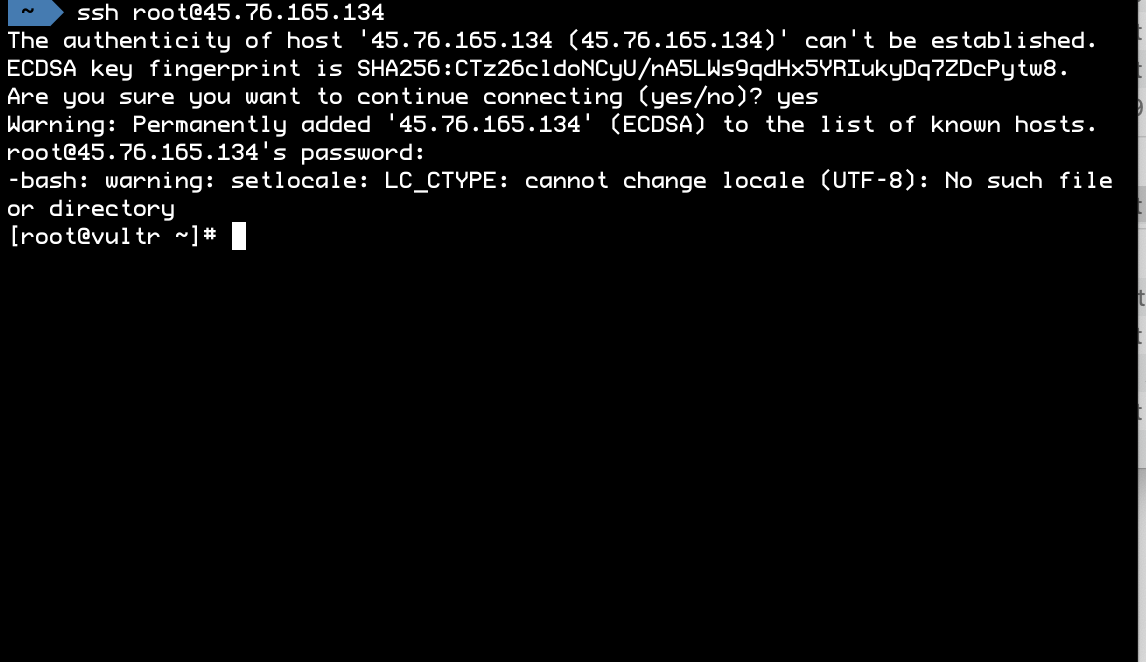 ~ ssh root@45.76.165.134
The authenticity of host '45.76.165.134 (45.76.165.134)' can't be established.
ECDSA key fingerprint is SHA256:CTz26cldoNCyU/nA5LWs9qdHx5YRIukyDq7ZDcPytw8.
Are you sure you want to continue connecting (yes/no)? yes
Warning: Permanently added '45.76.165.134' (ECDSA) to the list of known hosts.
root@45.76.165.134's password:
-bash: warning: setlocale: LC_CTYPE: cannot change locale (UTF-8): No such file
or directory
[root@vultr ~]#